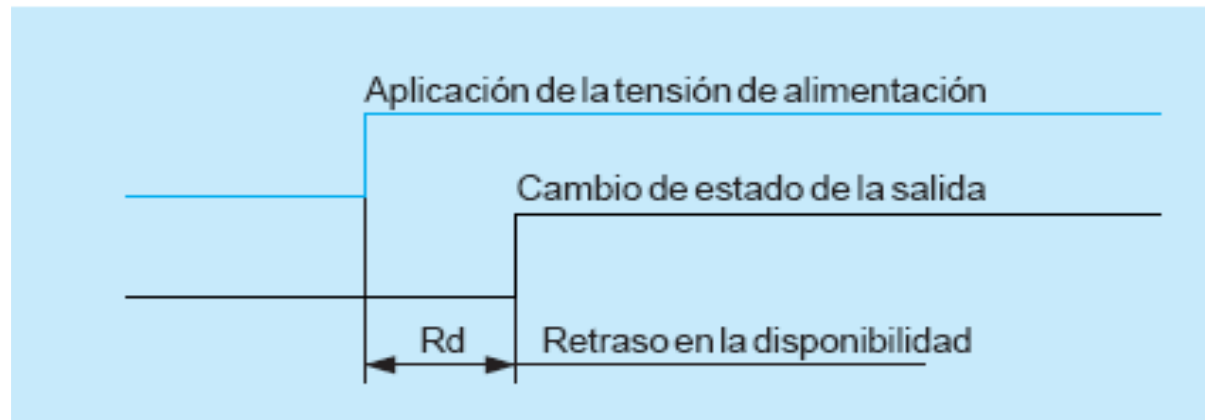 Aplicación de la tensión de alimentación
Cambio de estado de la salida
Rd Retraso en la disponibilidad